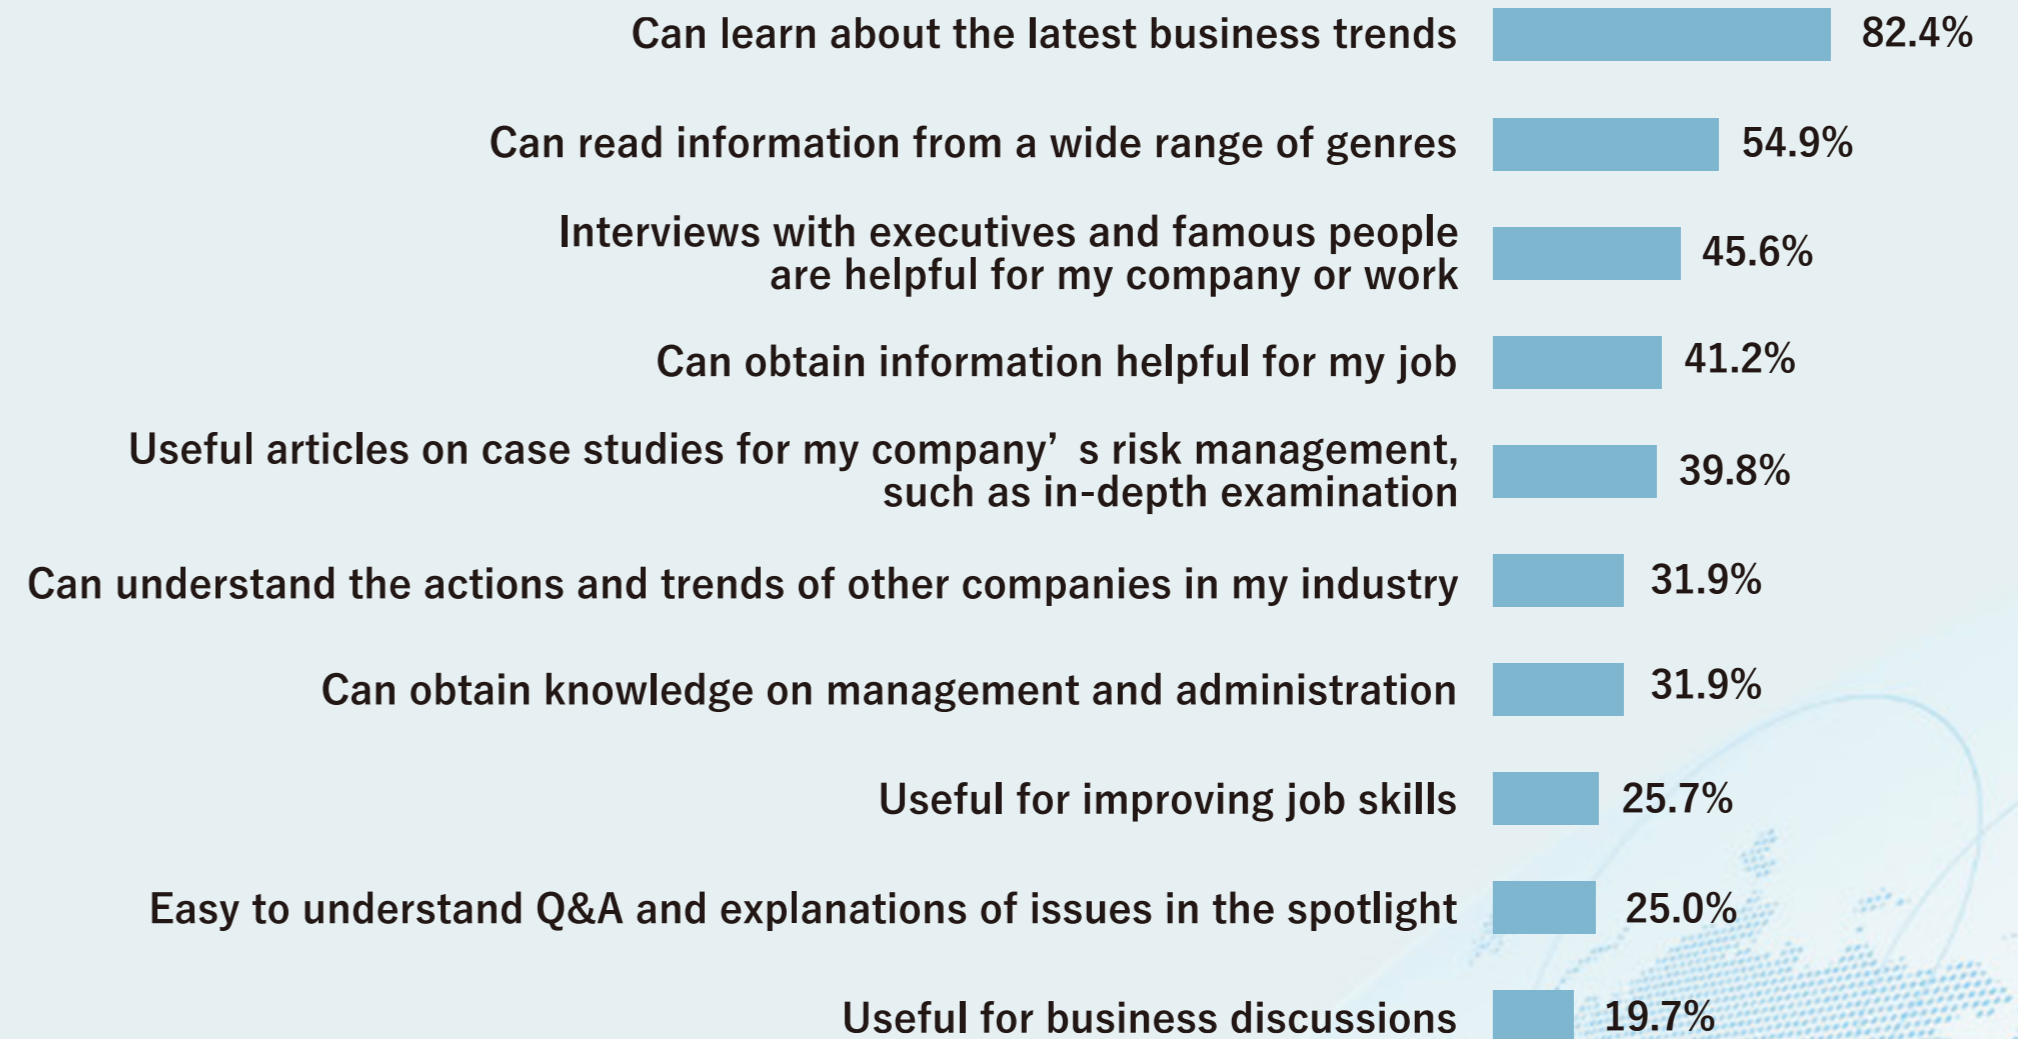 Can learn about the latest business trends 82.4%
Can read information from a wide range of genres 54.9%
Interviews with executives and famous people
are helpful for my company or work 45.6%
Can obtain information helpful for my job 41.2%
Useful articles on case studies for my company’ s risk management,
such as in-depth examination 39.8%
Can understand the actions and trends of other companies in my industry 31.9%
Can obtain knowledge on management and administration 31.9%
Useful for improving job skills 25.7%
Easy to understand Q&A and explanations of issues in the spotlight 25.0%
Useful for business discussions 19.7%